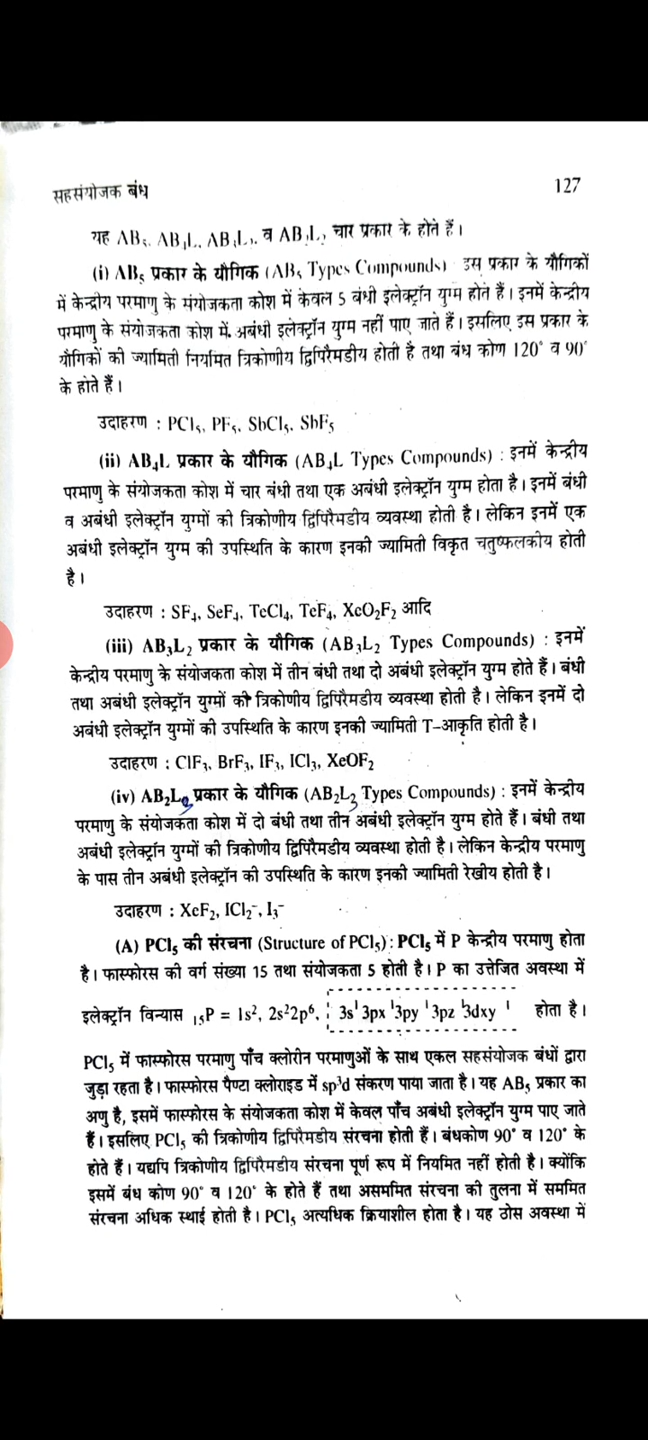 सहसंयोजक बंध 127
यह AB₅, AB₄L, AB₃L₂, व AB₂L₃ चार प्रकार के होते हैं।
(i) AB₅ प्रकार के यौगिक (AB₅ Types Compounds) इस प्रकार के यौगिकों
में केन्द्रीय परमाणु के संयोजकता कोश में केवल 5 बंधी इलेक्ट्रॉन युग्म होते हैं। इनमें केन्द्रीय
परमाणु के संयोजकता कोश में. अबंधी इलेक्ट्रॉन युग्म नहीं पाए जाते हैं। इसलिए इस प्रकार के
यौगिकों की ज्यामिती नियमित त्रिकोणीय द्विपिरैमडीय होती है तथा बंध कोण 120° व 90°
के होते हैं।
उदाहरण : PCl₅, PF₅, SbCl₅, SbF₅
(ii) AB₄L प्रकार के यौगिक (AB₄L Types Compounds) : इनमें केन्द्रीय
परमाणु के संयोजकता कोश में चार बंधी तथा एक अबंधी इलेक्ट्रॉन युग्म होता है। इनमें बंधी
व अबंधी इलेक्ट्रॉन युग्मों की त्रिकोणीय द्विपिरैमडीय व्यवस्था होती है। लेकिन इनमें एक
अबंधी इलेक्ट्रॉन युग्म की उपस्थिति के कारण इनकी ज्यामिती विकृत चतुष्फलकीय होती
है।
उदाहरण : SF₄, SeF₄, TeCl₄, TeF₄, XeO₂F₂ आदि
(iii) AB₃L₂ प्रकार के यौगिक (AB₃L₂ Types Compounds) : इनमें
केन्द्रीय परमाणु के संयोजकता कोश में तीन बंधी तथा दो अबंधी इलेक्ट्रॉन युग्म होते हैं। बंधी
तथा अबंधी इलेक्ट्रॉन युग्मों की त्रिकोणीय द्विपिरैमडीय व्यवस्था होती है। लेकिन इनमें दो
अबंधी इलेक्ट्रॉन युग्मों की उपस्थिति के कारण इनकी ज्यामिती T–आकृति होती है।
उदाहरण : ClF₃, BrF₃, IF₃, ICl₃, XeOF₂
(iv) AB₂L₃ प्रकार के यौगिक (AB₂L₃ Types Compounds) : इनमें केन्द्रीय
परमाणु के संयोजकता कोश में दो बंधी तथा तीन अबंधी इलेक्ट्रॉन युग्म होते हैं। बंधी तथा
अबंधी इलेक्ट्रॉन युग्मों की त्रिकोणीय द्विपिरैमडीय व्यवस्था होती है। लेकिन केन्द्रीय परमाणु
के पास तीन अबंधी इलेक्ट्रॉन की उपस्थिति के कारण इनकी ज्यामिती रेखीय होती है।
उदाहरण : XeF₂, ICl₂⁻, I₃⁻
(A) PCl₅ की संरचना (Structure of PCl₅) : PCl₅ में P केन्द्रीय परमाणु होता
है। फास्फोरस की वर्ग संख्या 15 तथा संयोजकता 5 होती है। P का उत्तेजित अवस्था में
इलेक्ट्रॉन विन्यास ₁₅P = 1s², 2s²2p⁶, 3s¹ 3px¹ 3py¹ 3pz¹ 3dxy¹ होता है।
PCl₅ में फास्फोरस परमाणु पाँच क्लोरीन परमाणुओं के साथ एकल सहसंयोजक बंधों द्वारा
जुड़ा रहता है। फास्फोरस पैण्टा क्लोराइड में sp³d संकरण पाया जाता है। यह AB₅ प्रकार का
अणु है, इसमें फास्फोरस के संयोजकता कोश में केवल पाँच अबंधी इलेक्ट्रॉन युग्म पाए जाते
हैं। इसलिए PCl₅ की त्रिकोणीय द्विपिरैमडीय संरचना होती हैं। बंधकोण 90° व 120° के
होते हैं। यद्यपि त्रिकोणीय द्विपिरैमडीय संरचना पूर्ण रूप में नियमित नहीं होती है। क्योंकि
इसमें बंध कोण 90° व 120° के होते हैं तथा असममित संरचना की तुलना में सममित
संरचना अधिक स्थाई होती है। PCl₅ अत्यधिक क्रियाशील होता है। यह ठोस अवस्था में